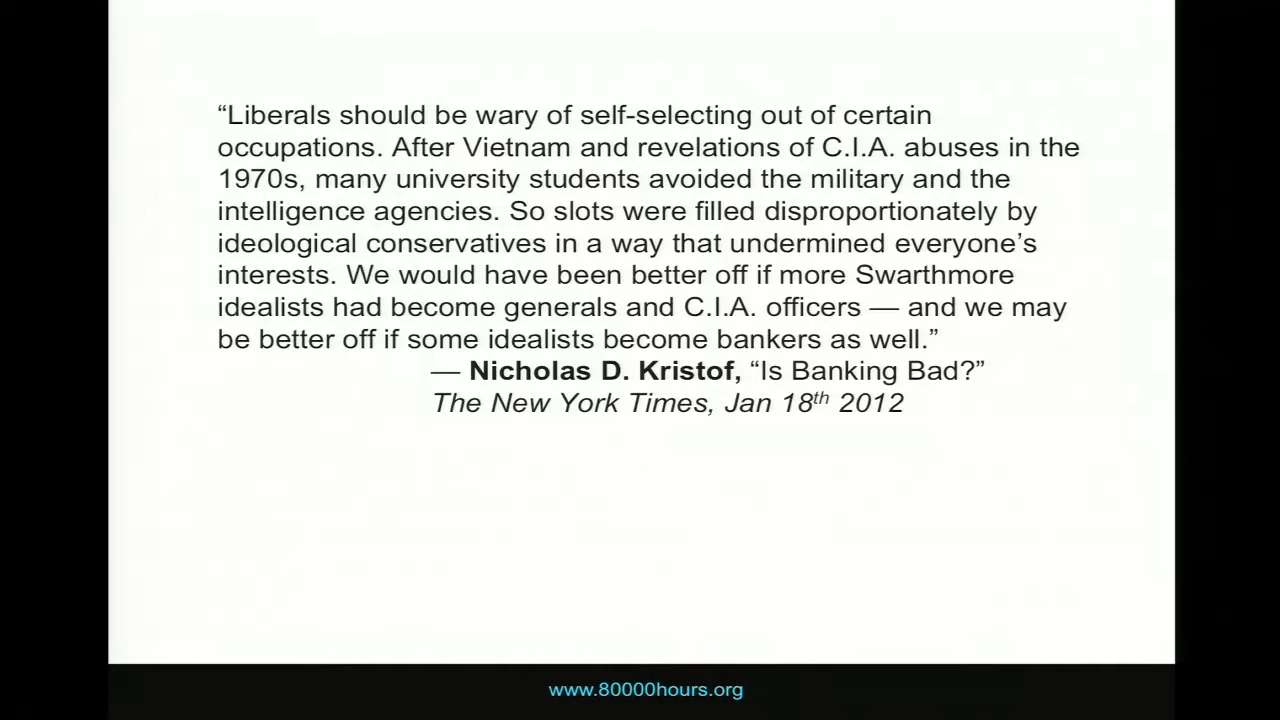 “Liberals should be wary of self-selecting out of certain
occupations. After Vietnam and revelations of C.I.A. abuses in the
1970s, many university students avoided the military and the
intelligence agencies. So slots were filled disproportionately by
ideological conservatives in a way that undermined everyone’s
interests. We would have been better off if more Swarthmore
idealists had become generals and C.I.A. officers — and we may
be better off if some idealists become bankers as well.”
— Nicholas D. Kristof, “Is Banking Bad?”
The New York Times, Jan 18th 2012
www.80000hours.org